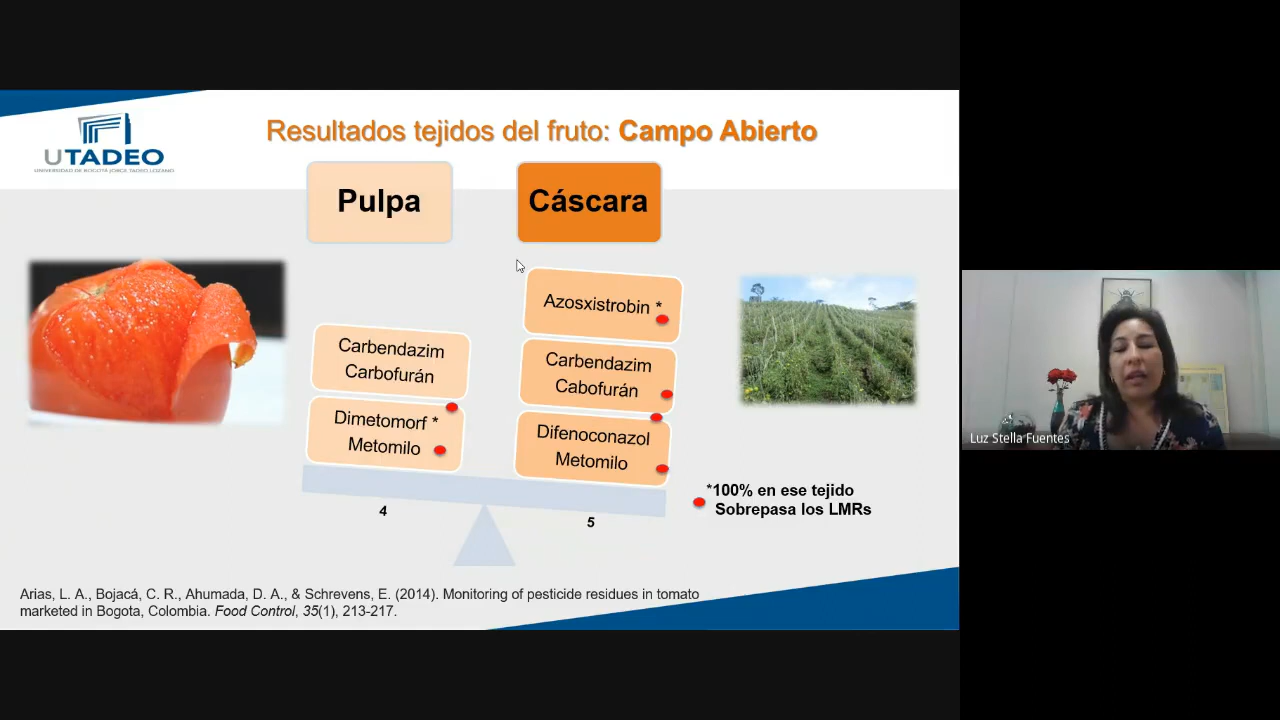 UTADEO
UNIVERSIDAD DE BOGOTÁ JORGE TADEO LOZANO
Resultados tejidos del fruto: Campo Abierto
Pulpa
Cáscara
Azosxistrobin *
Carbendazim
Carbofurán
Carbendazim
Cabofurán
Dimetomorf *
Metomilo
Difenoconazol
Metomilo
4
5
*100% en ese tejido
Sobrepasa los LMRs
Luz Stella Fuentes
Arias, L. A., Bojacá, C. R., Ahumada, D. A., & Schrevens, E. (2014). Monitoring of pesticide residues in tomato
marketed in Bogota, Colombia. Food Control, 35(1), 213-217.